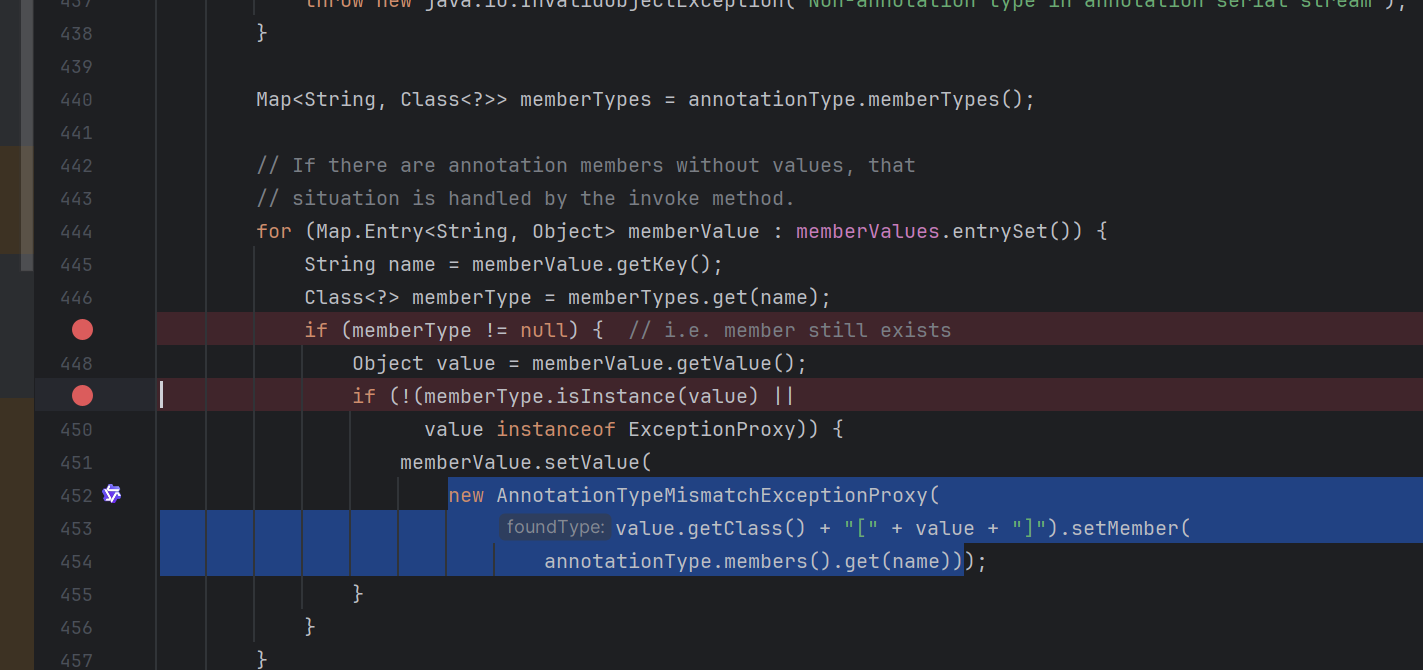 437 throw new java.io.InvalidObjectException("Non-annotation type in annotation serial stream");
438 }
439
440 Map<String, Class<?>> memberTypes = annotationType.memberTypes();
441
442 // If there are annotation members without values, that
443 // situation is handled by the invoke method.
444 for (Map.Entry<String, Object> memberValue : memberValues.entrySet()) {
445 String name = memberValue.getKey();
446 Class<?> memberType = memberTypes.get(name);
if (memberType != null) {  // i.e. member still exists
448 Object value = memberValue.getValue();
if (!(memberType.isInstance(value) ||
450 value instanceof ExceptionProxy)) {
451 memberValue.setValue(
452 new AnnotationTypeMismatchExceptionProxy(
453 foundType: value.getClass() + "[" + value + "]").setMember(
454 annotationType.members().get(name)));
455 }
456 }
457 }